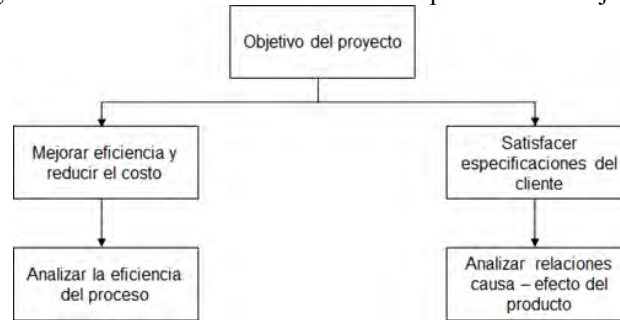 Objetivo del proyecto
Mejorar eficiencia y
reducir el costo
Satisfacer
especificaciones del
cliente
Analizar la eficiencia
del proceso
Analizar relaciones
causa – efecto del
producto